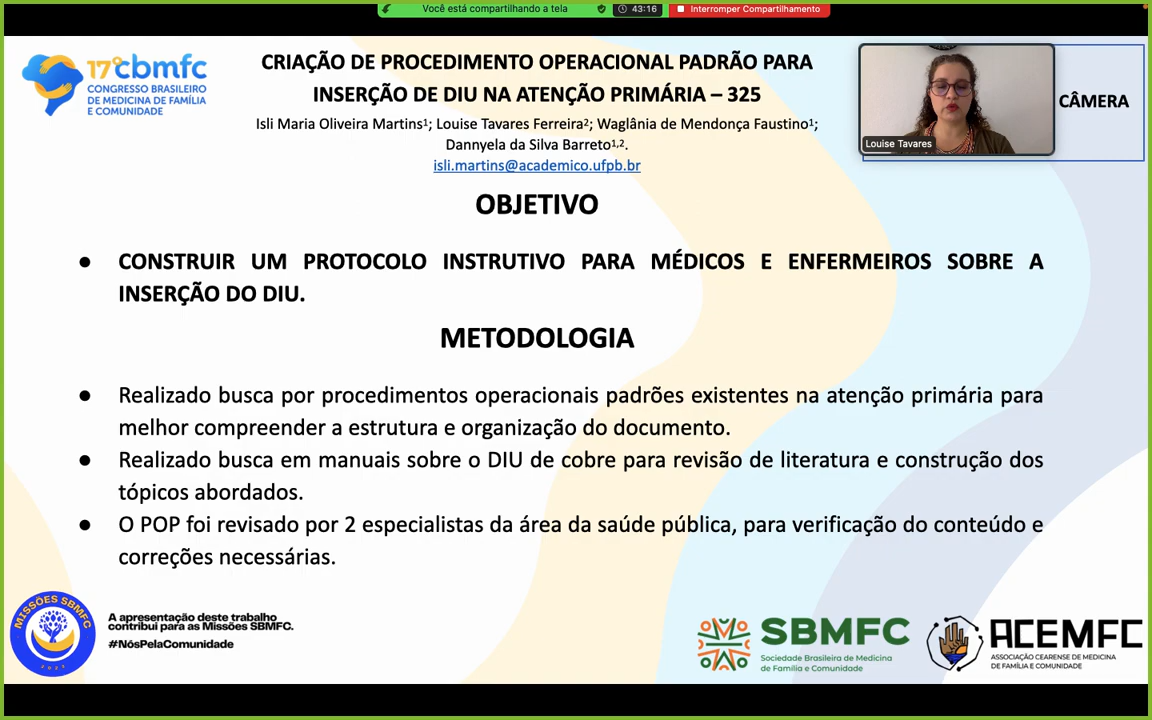 Você está compartilhando a tela
43:16
Interromper Compartilhamento
17º cbmfc
CONGRESSO BRASILEIRO
DE MEDICINA DE FAMÍLIA
E COMUNIDADE
CRIAÇÃO DE PROCEDIMENTO OPERACIONAL PADRÃO PARA
INSERÇÃO DE DIU NA ATENÇÃO PRIMÁRIA – 325
Isli Maria Oliveira Martins¹; Louise Tavares Ferreira²; Waglânia de Mendonça Faustino¹;
Dannyela da Silva Barreto¹,².
isli.martins@academico.ufpb.br
Louise Tavares
CÂMERA
OBJETIVO
● CONSTRUIR UM PROTOCOLO INSTRUTIVO PARA MÉDICOS E ENFERMEIROS SOBRE A
INSERÇÃO DO DIU.
METODOLOGIA
● Realizado busca por procedimentos operacionais padrões existentes na atenção primária para
melhor compreender a estrutura e organização do documento.
● Realizado busca em manuais sobre o DIU de cobre para revisão de literatura e construção dos
tópicos abordados.
● O POP foi revisado por 2 especialistas da área da saúde pública, para verificação do conteúdo e
correções necessárias.
MISSÕES SBMFC
A apresentação deste trabalho
contribui para as Missões SBMFC.
#NósPelaComunidade
SBMFC
Sociedade Brasileira de Medicina
de Família e Comunidade
ACEMFC
ASSOCIAÇÃO CEARENSE DE MEDICINA
DE FAMÍLIA E COMUNIDADE